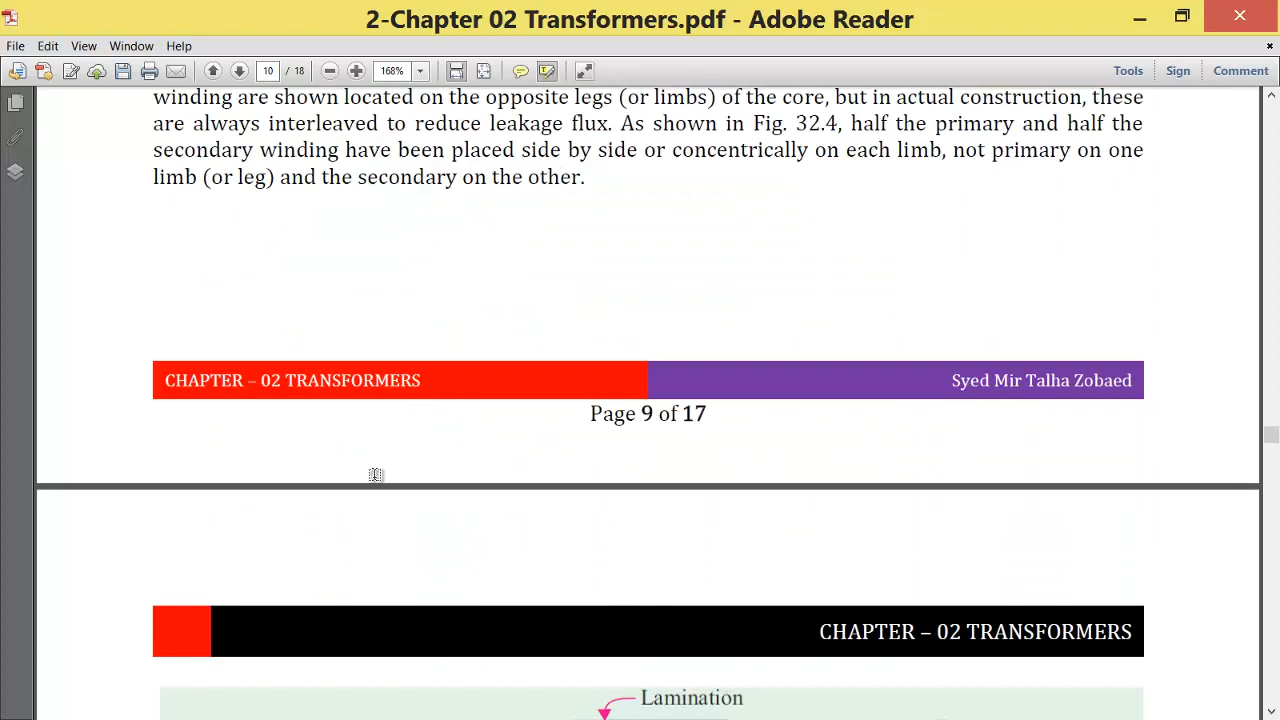 2-Chapter 02 Transformers.pdf - Adobe Reader
File Edit View Window Help
10 / 18 168% Tools Sign Comment
winding are shown located on the opposite legs (or limbs) of the core, but in actual construction, these
are always interleaved to reduce leakage flux. As shown in Fig. 32.4, half the primary and half the
secondary winding have been placed side by side or concentrically on each limb, not primary on one
limb (or leg) and the secondary on the other.
CHAPTER – 02 TRANSFORMERS Syed Mir Talha Zobaed
Page 9 of 17
CHAPTER – 02 TRANSFORMERS
Lamination